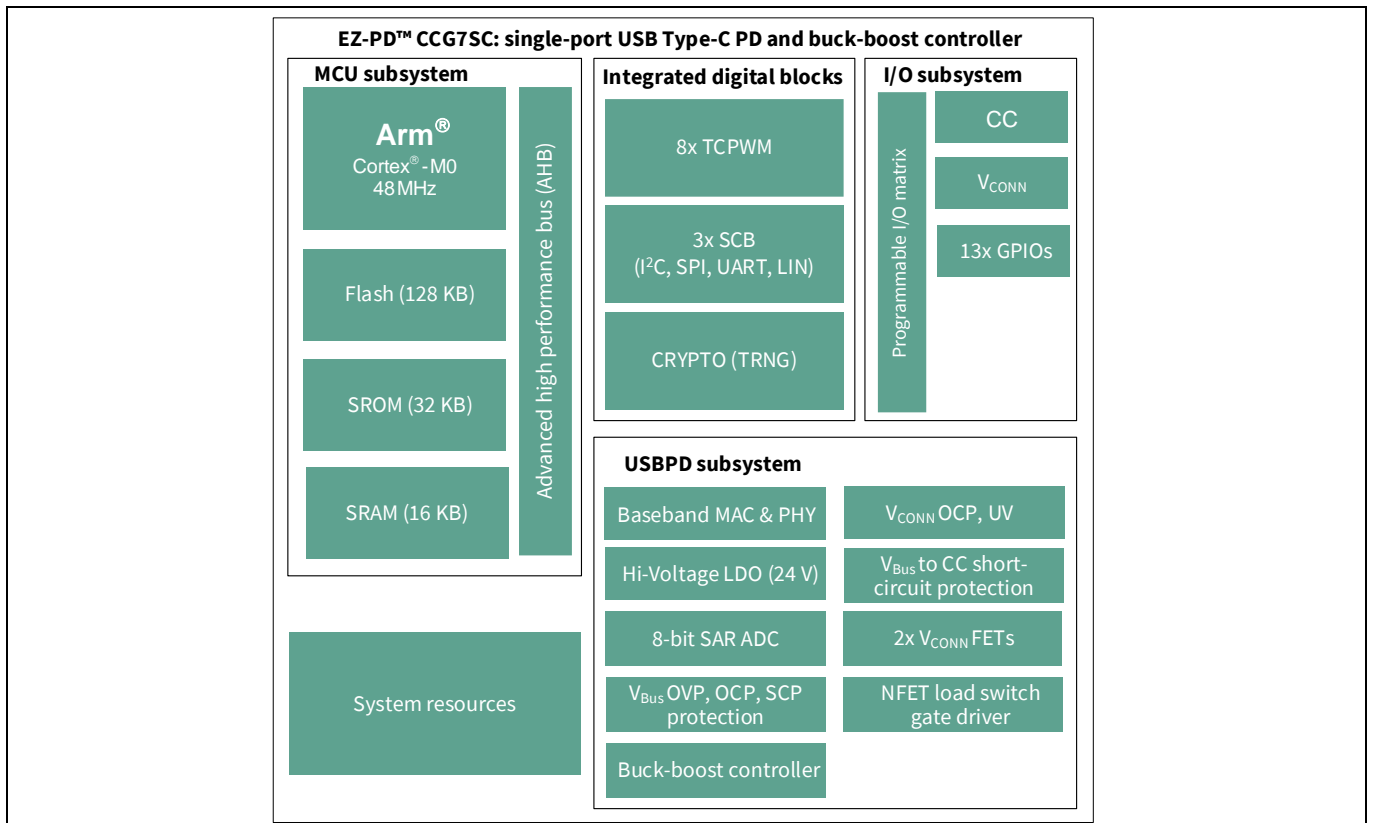 EZ-PD™ CCG7SC: single-port USB Type-C PD and buck-boost controller
MCU subsystem
Arm®
Cortex®-M0
48MHz
Flash (128 KB)
SROM (32 KB)
SRAM (16 KB)
Advanced high performance bus (AHB)
System resources
Integrated digital blocks
8x TCPWM
3x SCB
(I²C, SPI, UART, LIN)
CRYPTO (TRNG)
I/O subsystem
Programmable I/O matrix
CC
VCONN
13x GPIOs
USBPD subsystem
Baseband MAC & PHY
Hi-Voltage LDO (24 V)
8-bit SAR ADC
VBus OVP, OCP, SCP
protection
Buck-boost controller
VCONN OCP, UV
VBus to CC short-
circuit protection
2x VCONN FETs
NFET load switch
gate driver